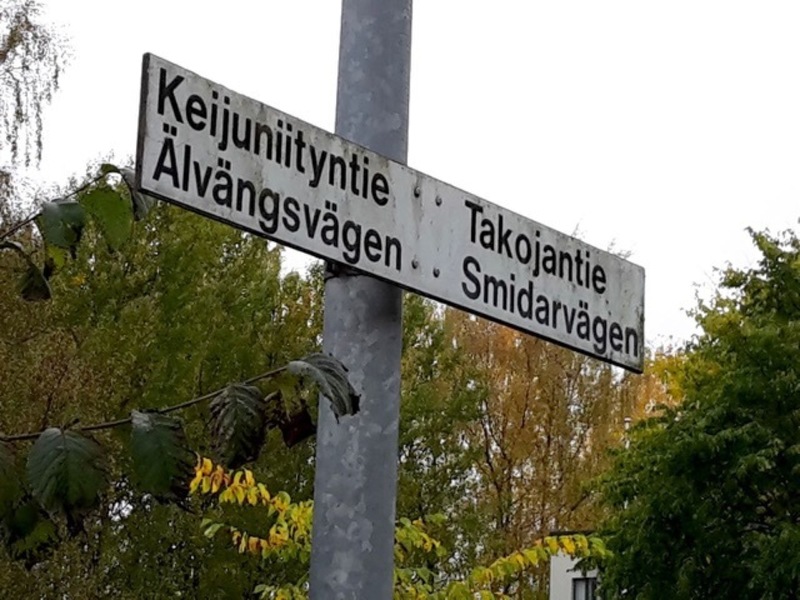 Keijuniityntie
Älvängsvägen
Takojantie
Smidarvägen